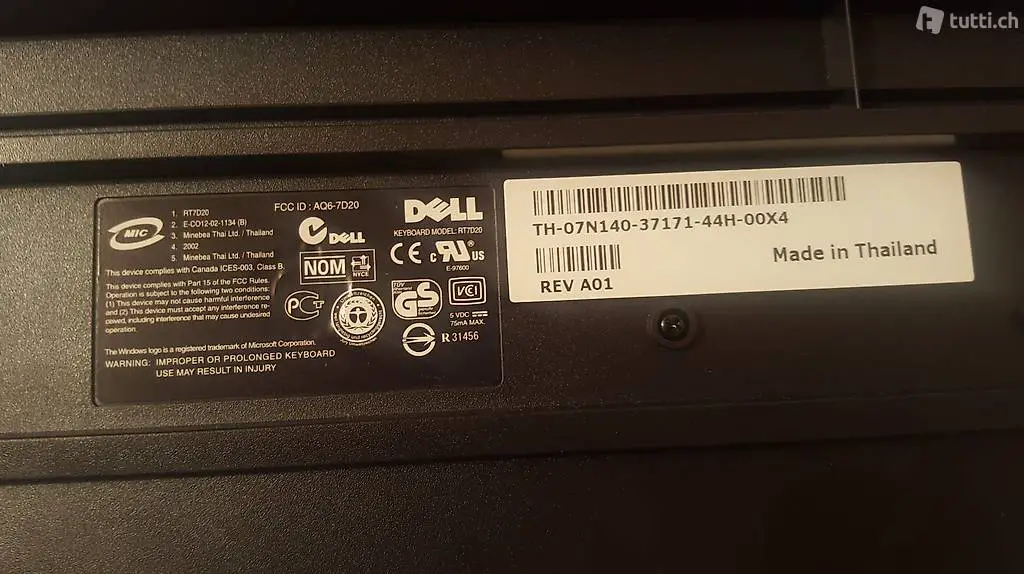 tutti.ch
MIC
1. RT7D20
2. E-CO12-02-1134 (B)
3. Minebea Thai Ltd. / Thailand
4. 2002
5. Minebea Thai Ltd. / Thailand
This device complies with Canada ICES-003, Class B.
This device complies with Part 15 of the FCC Rules.
Operation is subject to the following two conditions:
(1) This device may not cause harmful interference
and (2) This device must accept any interference re-
ceived, including interference that may cause undesired
operation.
The Windows logo is a registered trademark of Microsoft Corporation.
WARNING: IMPROPER OR PROLONGED KEYBOARD
USE MAY RESULT IN INJURY
FCC ID : AQ6-7D20
DELL
NOM
NYCE
DELL
KEYBOARD MODEL: RT7D20
CE c RU US
E-97600
TÜV
GS
VCI
5 VDC
75mA MAX.
R 31456
TH-07N140-37171-44H-00X4
Made in Thailand
REV A01